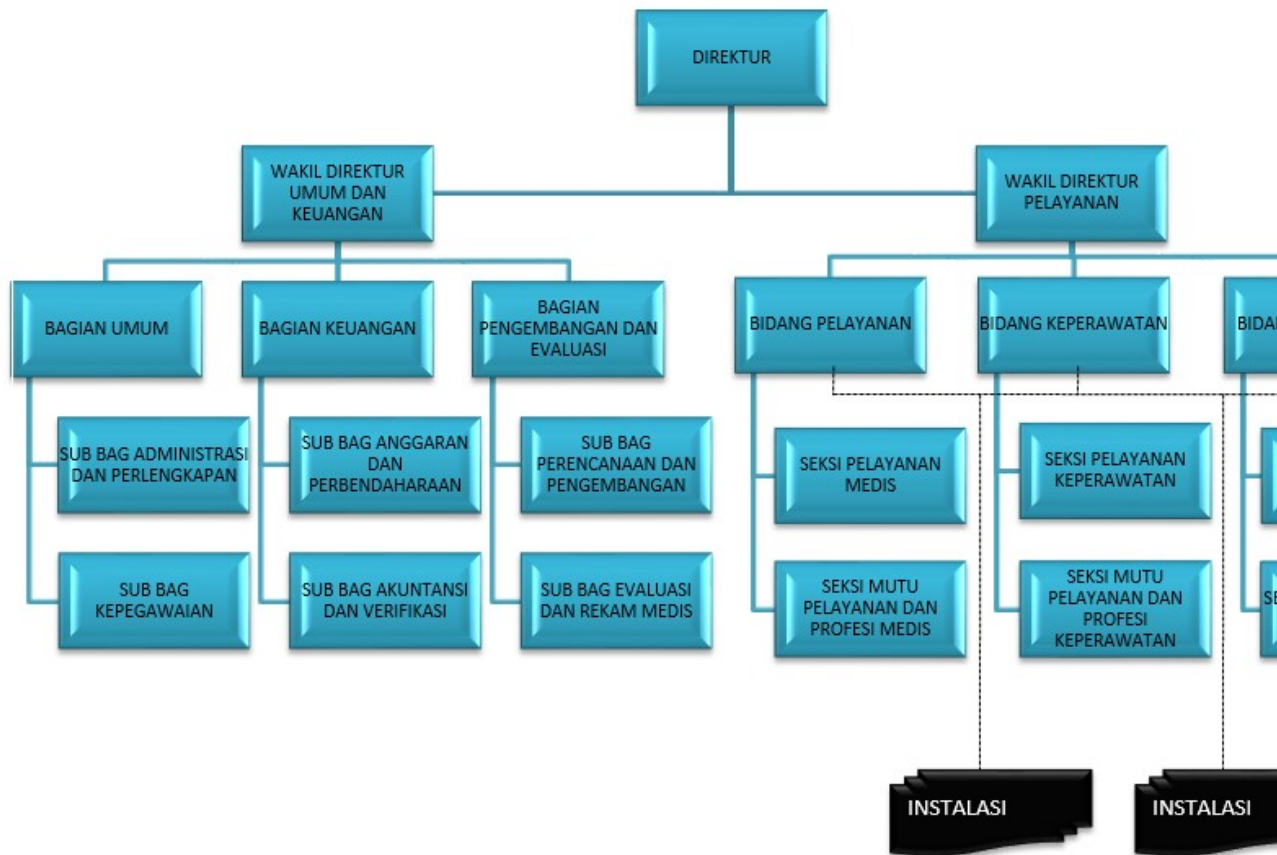 DIREKTUR
WAKIL DIREKTUR
UMUM DAN
KEUANGAN
WAKIL DIREKTUR
PELAYANAN
BAGIAN UMUM
BAGIAN KEUANGAN
BAGIAN
PENGEMBANGAN DAN
EVALUASI
BIDANG PELAYANAN
BIDANG KEPERAWATAN
SUB BAG ADMINISTRASI
DAN PERLENGKAPAN
SUB BAG ANGGARAN
DAN
PERBENDAHARAAN
SUB BAG
PERENCANAAN DAN
PENGEMBANGAN
SEKSI PELAYANAN
MEDIS
SEKSI PELAYANAN
KEPERAWATAN
SUB BAG
KEPEGAWAIAN
SUB BAG AKUNTANSI
DAN VERIFIKASI
SUB BAG EVALUASI
DAN REKAM MEDIS
SEKSI MUTU
PELAYANAN DAN
PROFESI MEDIS
SEKSI MUTU
PELAYANAN DAN
PROFESI
KEPERAWATAN
INSTALASI
INSTALASI